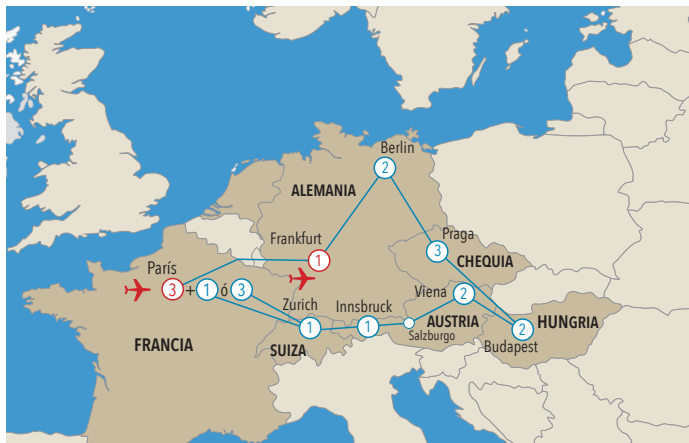 Berlin
2
ALEMANIA
Frankfurt
1
Praga
3
CHEQUIA
París
3 + 1 ó 3
Viena
2
Zurich
1
Innsbruck
1
Salzburgo
AUSTRIA
HUNGRIA
2
Budapest
FRANCIA
SUIZA